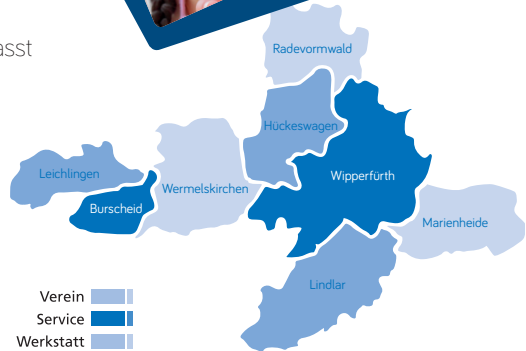 asst
Radevormwald
Hückeswagen
Leichlingen
Wipperfürth
Wermelskirchen
Burscheid
Marienheide
Lindlar
Verein
Service
Werkstatt